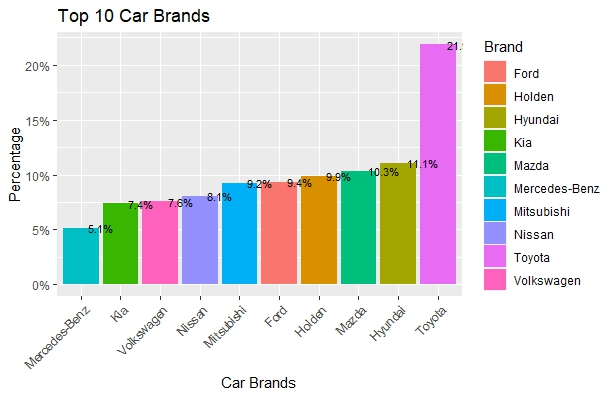 Top 10 Car Brands
Percentage
20%
15%
10%
5%
0%
5.1%
7.4%
7.6%
8.1%
9.2%
9.4%
9.9%
10.3%
11.1%
21.
Mercedes-Benz
Kia
Volkswagen
Nissan
Mitsubishi
Ford
Holden
Mazda
Hyundai
Toyota
Car Brands
Brand
Ford
Holden
Hyundai
Kia
Mazda
Mercedes-Benz
Mitsubishi
Nissan
Toyota
Volkswagen